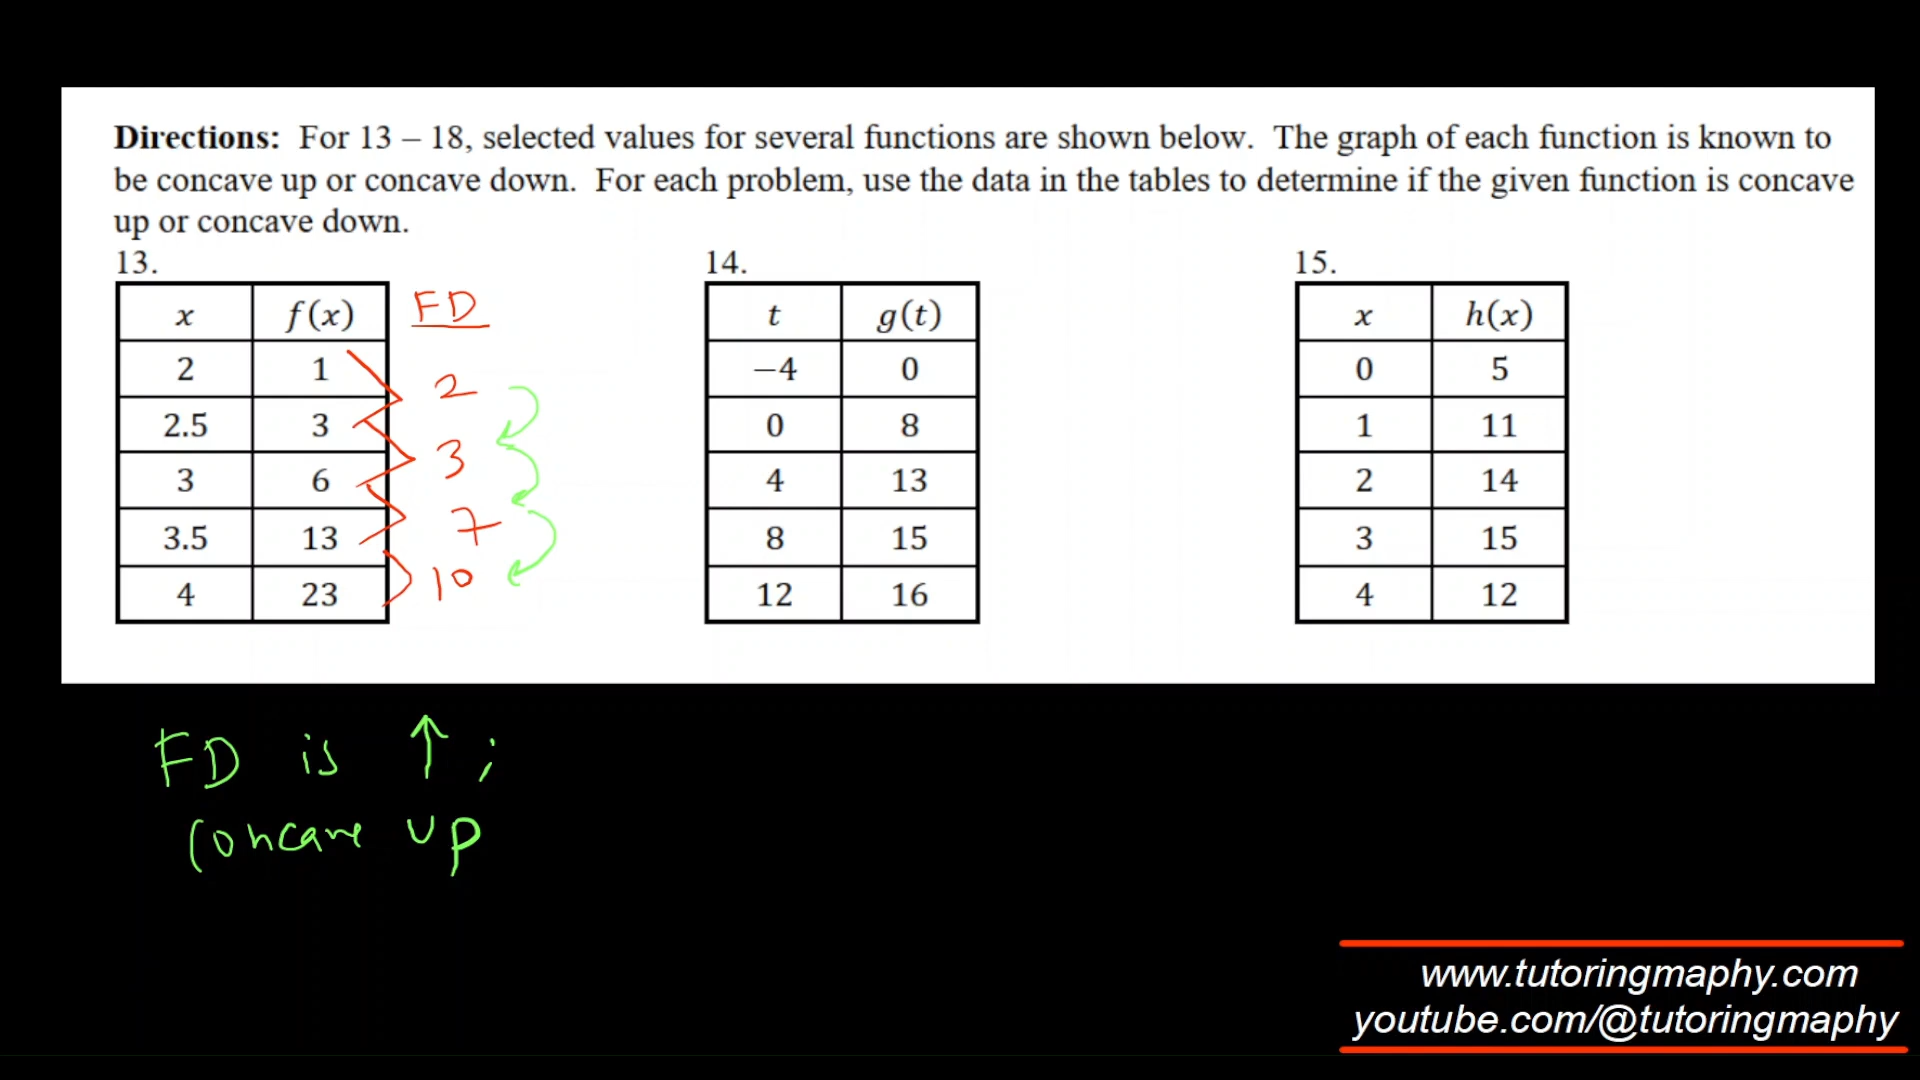 Directions: For 13 – 18, selected values for several functions are shown below. The graph of each function is known to
be concave up or concave down. For each problem, use the data in the tables to determine if the given function is concave
up or concave down.
13.
x f(x)
2 1
2.5 3
3 6
3.5 13
4 23
FD
2
3
7
10
14.
t g(t)
−4 0
0 8
4 13
8 15
12 16
15.
x h(x)
0 5
1 11
2 14
3 15
4 12
FD is ↑ ;
concave up
www.tutoringmaphy.com
youtube.com/@tutoringmaphy